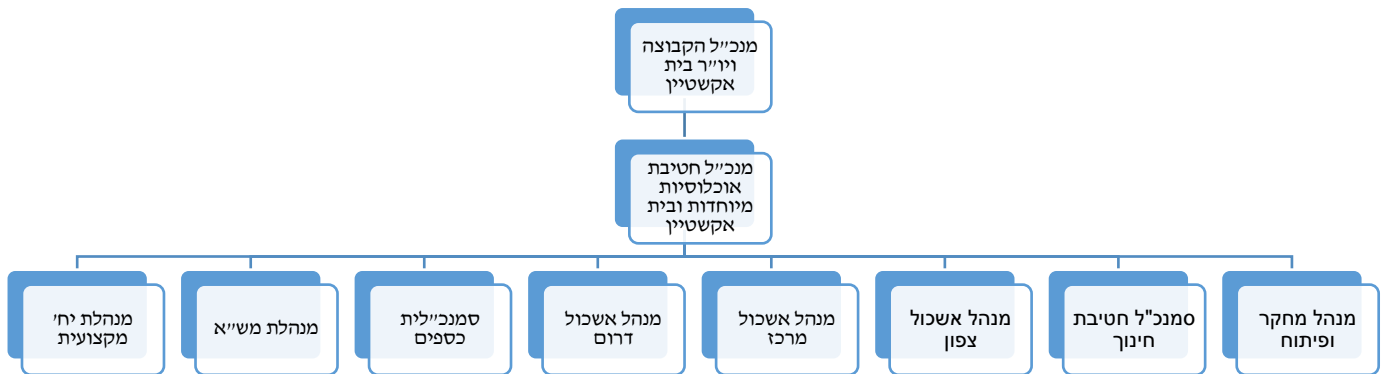 מנכ״ל הקבוצה
ויו״ר בית
אקשטיין
מנכ״ל חטיבת
אוכלוסיות
מיוחדות ובית
אקשטיין
מנהל מחקר
ופיתוח
סמנכ"ל חטיבת
חינוך
מנהל אשכול
צפון
מנהל אשכול
מרכז
מנהל אשכול
דרום
סמנכ״לית
כספים
מנהלת מש״א
מנהלת יח׳
מקצועית